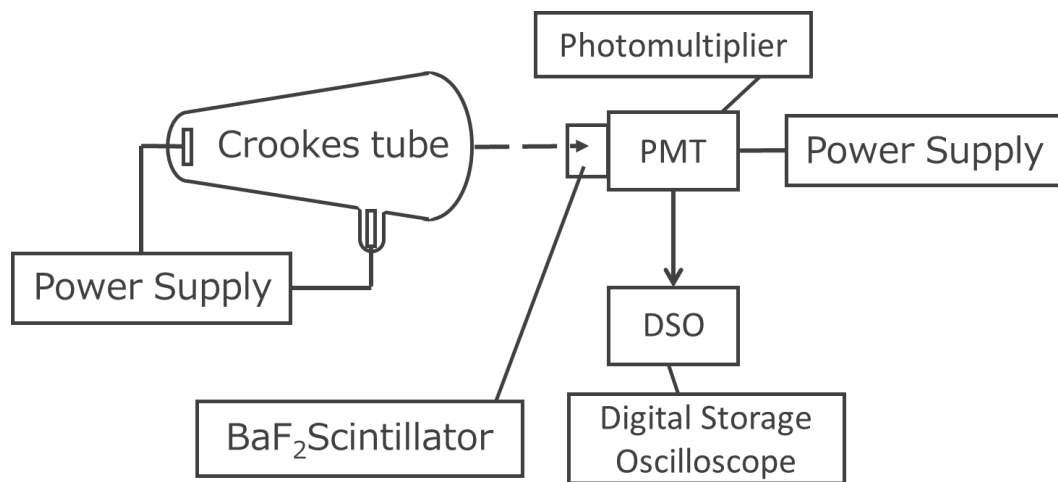 Photomultiplier
Crookes tube
PMT
Power Supply
Power Supply
DSO
BaF₂Scintillator
Digital Storage
Oscilloscope